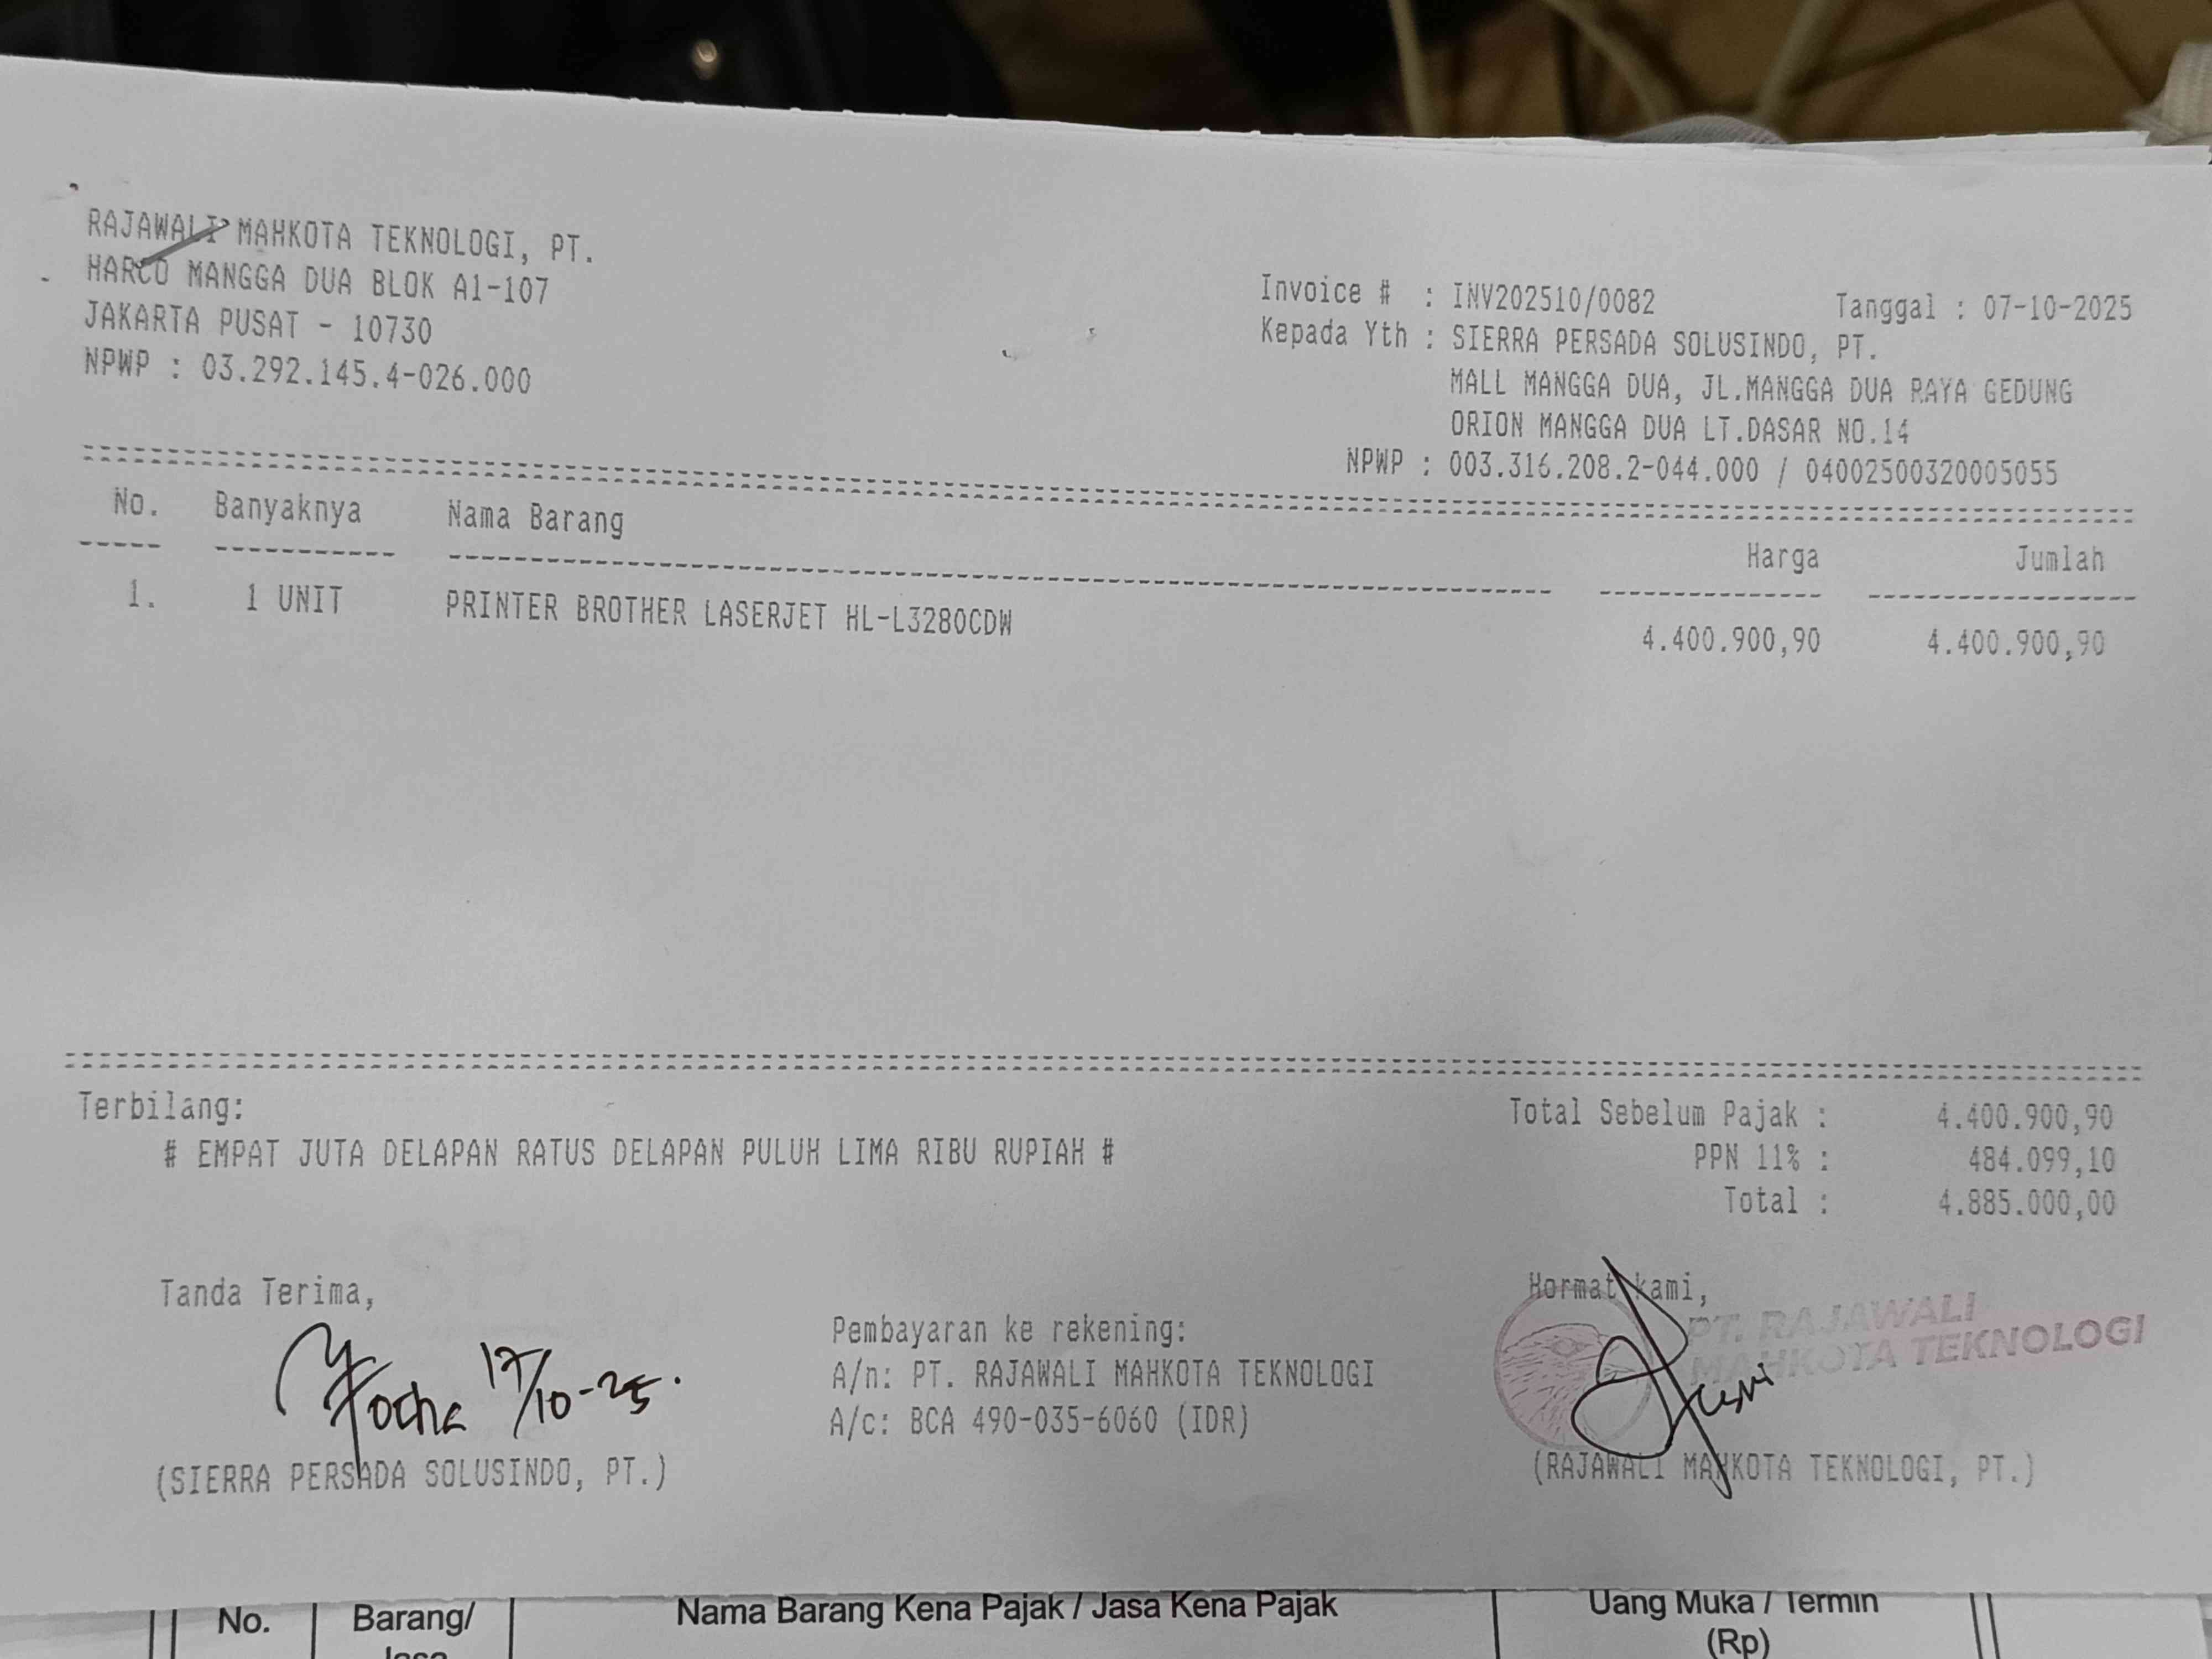 RAJAWALI MAHKOTA TEKNOLOGI, PT.
HARCO MANGGA DUA BLOK A1-107
JAKARTA PUSAT - 10730
NPWP : 03.292.145.4-026.000
Invoice # : INV202510/0082 Tanggal : 07-10-2025
Kepada Yth : SIERRA PERSADA SOLUSINDO, PT.
MALL MANGGA DUA, JL.MANGGA DUA RAYA GEDUNG
ORION MANGGA DUA LT.DASAR NO.14
NPWP : 003.316.208.2-044.000 / 04002500320005055
No. Banyaknya Nama Barang Harga Jumlah
1. 1 UNIT PRINTER BROTHER LASERJET HL-L3280CDW 4.400.900,90 4.400.900,90
Terbilang:
# EMPAT JUTA DELAPAN RATUS DELAPAN PULUH LIMA RIBU RUPIAH #
Total Sebelum Pajak : 4.400.900,90
PPN 11% : 484.099,10
Total : 4.885.000,00
Tanda Terima,
17/10-25.
(SIERRA PERSADA SOLUSINDO, PT.)
Pembayaran ke rekening:
A/n: PT. RAJAWALI MAHKOTA TEKNOLOGI
A/c: BCA 490-035-6060 (IDR)
Hormat kami,
PT. RAJAWALI
MAHKOTA TEKNOLOGI
(RAJAWALI MAHKOTA TEKNOLOGI, PT.)
No. Barang/ Nama Barang Kena Pajak / Jasa Kena Pajak Uang Muka / Termin
(Rp)